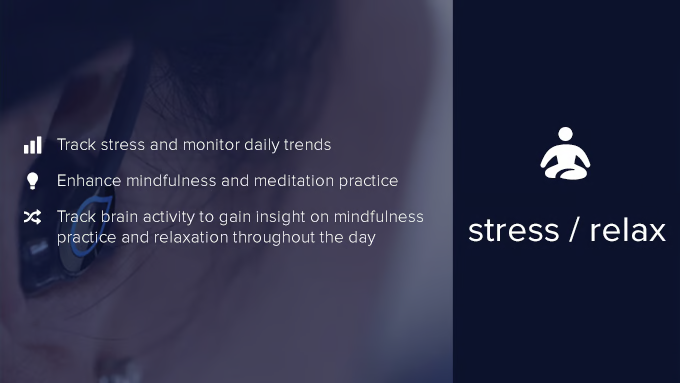 Track stress and monitor daily trends
Enhance mindfulness and meditation practice
Track brain activity to gain insight on mindfulness
practice and relaxation throughout the day
stress / relax